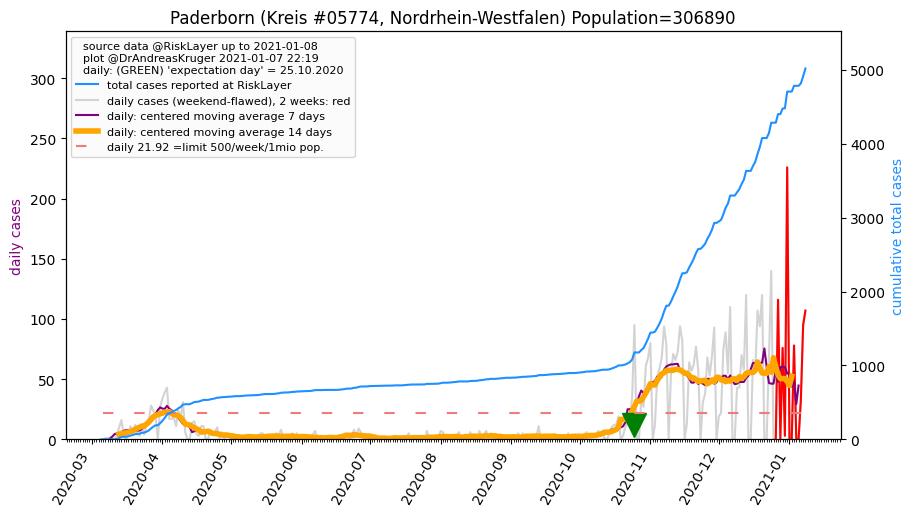 Paderborn (Kreis #05774, Nordrhein-Westfalen) Population=306890
source data @RiskLayer up to 2021-01-08
plot @DrAndreasKruger 2021-01-07 22:19
daily: (GREEN) 'expectation day' = 25.10.2020
total cases reported at RiskLayer
daily cases (weekend-flawed), 2 weeks: red
daily: centered moving average 7 days
daily: centered moving average 14 days
daily 21.92 =limit 500/week/1mio pop.
daily cases
300
250
200
150
100
50
0
cumulative total cases
5000
4000
3000
2000
1000
0
2020-03
2020-04
2020-05
2020-06
2020-07
2020-08
2020-09
2020-10
2020-11
2020-12
2021-01